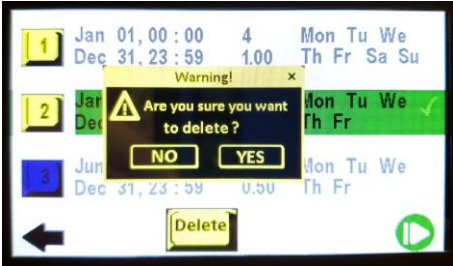 1 Jan 01, 00 : 00 4 Mon Tu We
Dec 31, 23 : 59 1.00 Th Fr Sa Su
Warning! ×
Are you sure you want
to delete ?
NO YES
2 Jan Mon Tu We
Dec Th Fr
3 Jun Mon Tu We
Dec 31, 23 : 59 0.50 Th Fr
Delete